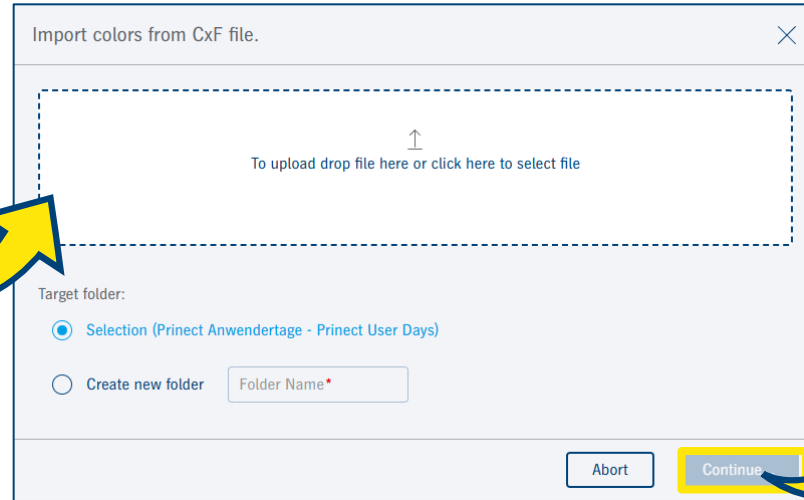 Import colors from CxF file.
To upload drop file here or click here to select file
Target folder:
Selection (Prinect Anwendertage - Prinect User Days)
Create new folder
Folder Name*
Abort
Continue